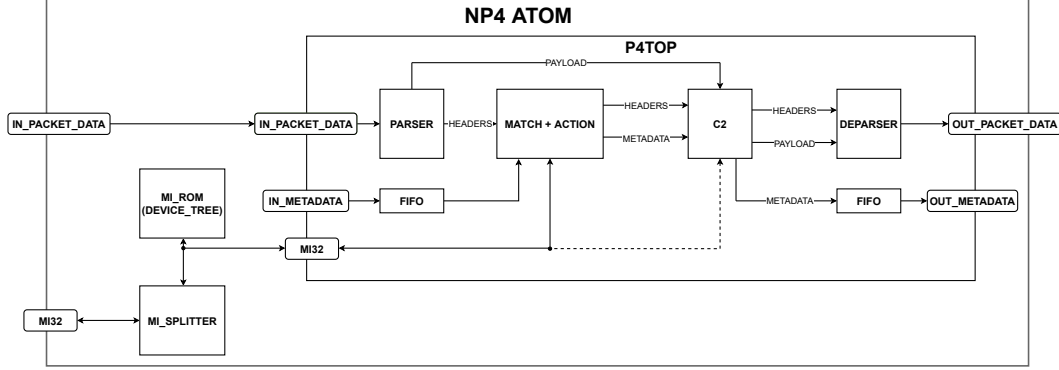 NP4 ATOM
P4TOP
PAYLOAD
IN_PACKET_DATA
IN_PACKET_DATA
PARSER
HEADERS
MATCH + ACTION
HEADERS
METADATA
C2
HEADERS
PAYLOAD
DEPARSER
OUT_PACKET_DATA
MI_ROM
(DEVICE_TREE)
IN_METADATA
FIFO
METADATA
FIFO
OUT_METADATA
MI32
MI32
MI_SPLITTER